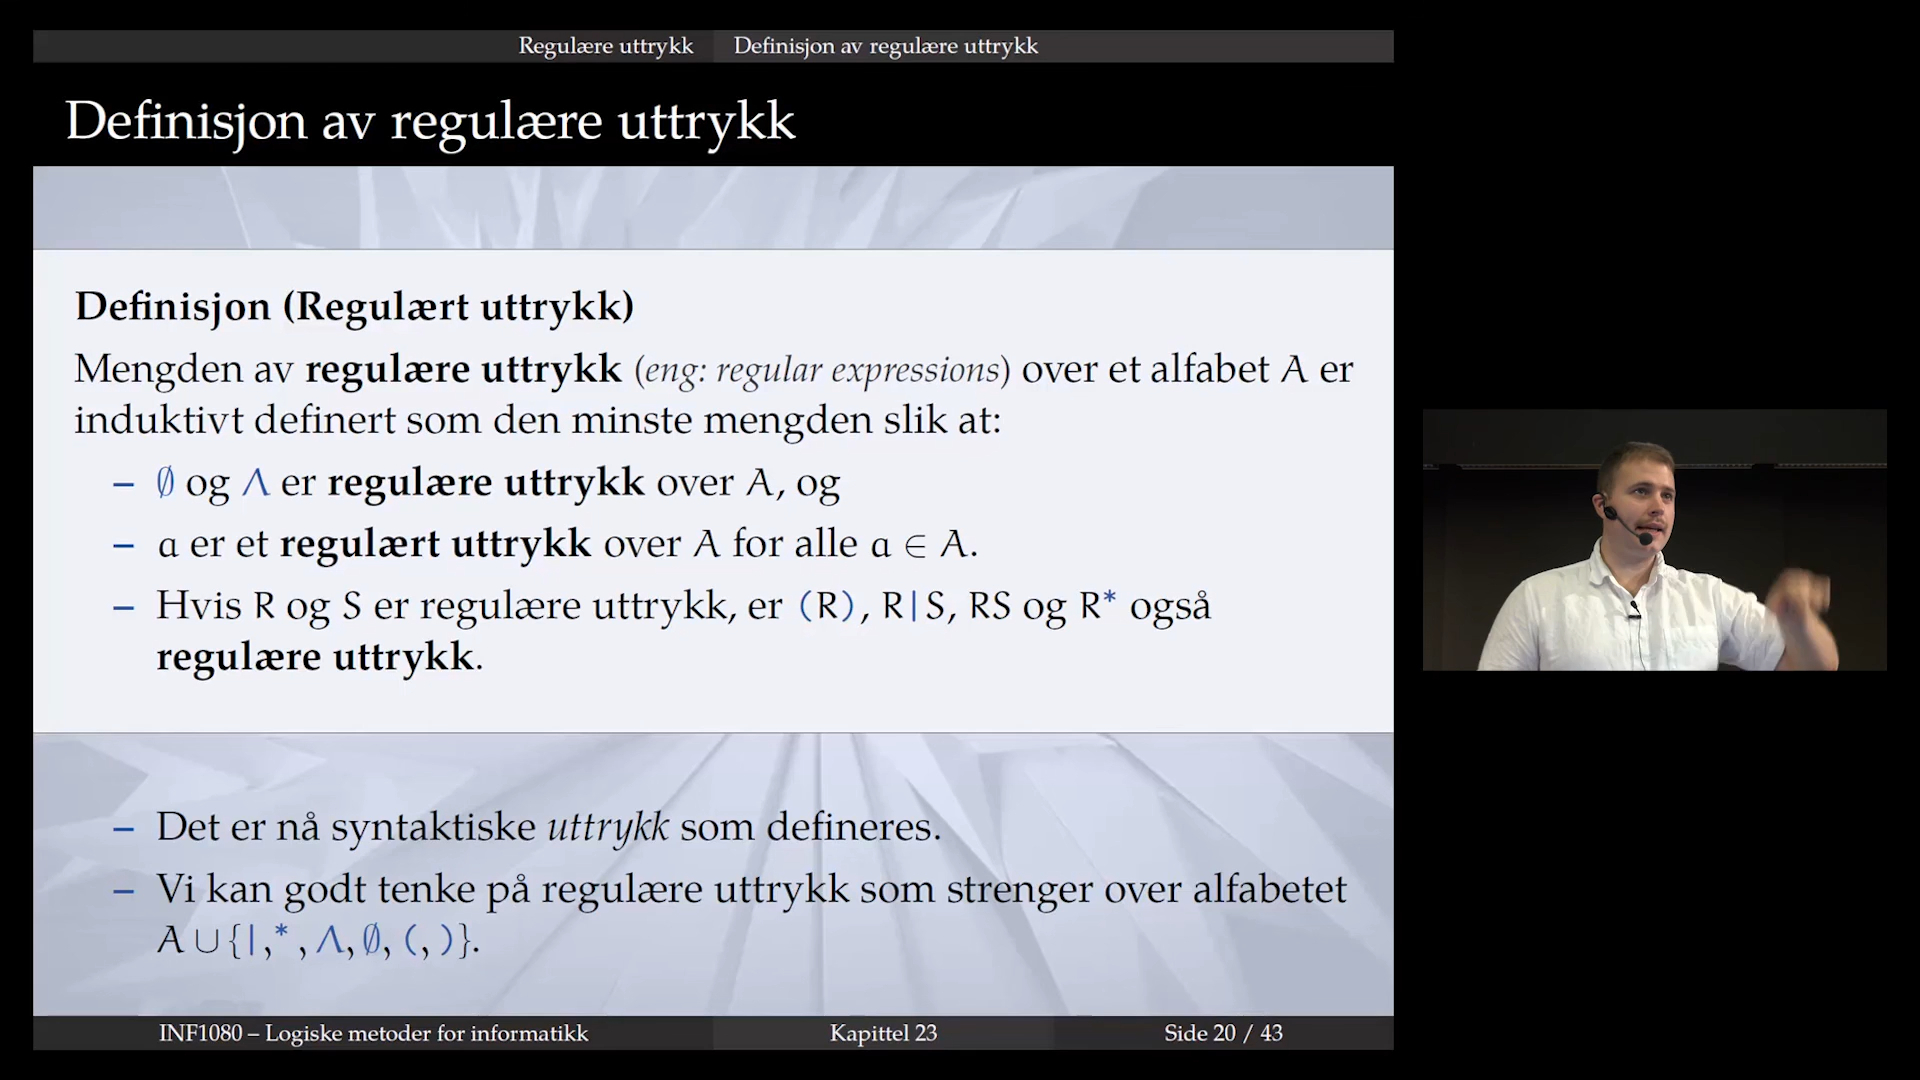 Regulære uttrykk Definisjon av regulære uttrykk
Definisjon av regulære uttrykk
Definisjon (Regulært uttrykk)
Mengden av regulære uttrykk (eng: regular expressions) over et alfabet A er
induktivt definert som den minste mengden slik at:
– ∅ og Λ er regulære uttrykk over A, og
– a er et regulært uttrykk over A for alle a ∈ A.
– Hvis R og S er regulære uttrykk, er (R), R|S, RS og R* også
regulære uttrykk.
– Det er nå syntaktiske uttrykk som defineres.
– Vi kan godt tenke på regulære uttrykk som strenger over alfabetet
A ∪ {|,*, Λ, ∅, (, )}.
INF1080 – Logiske metoder for informatikk Kapittel 23 Side 20 / 43